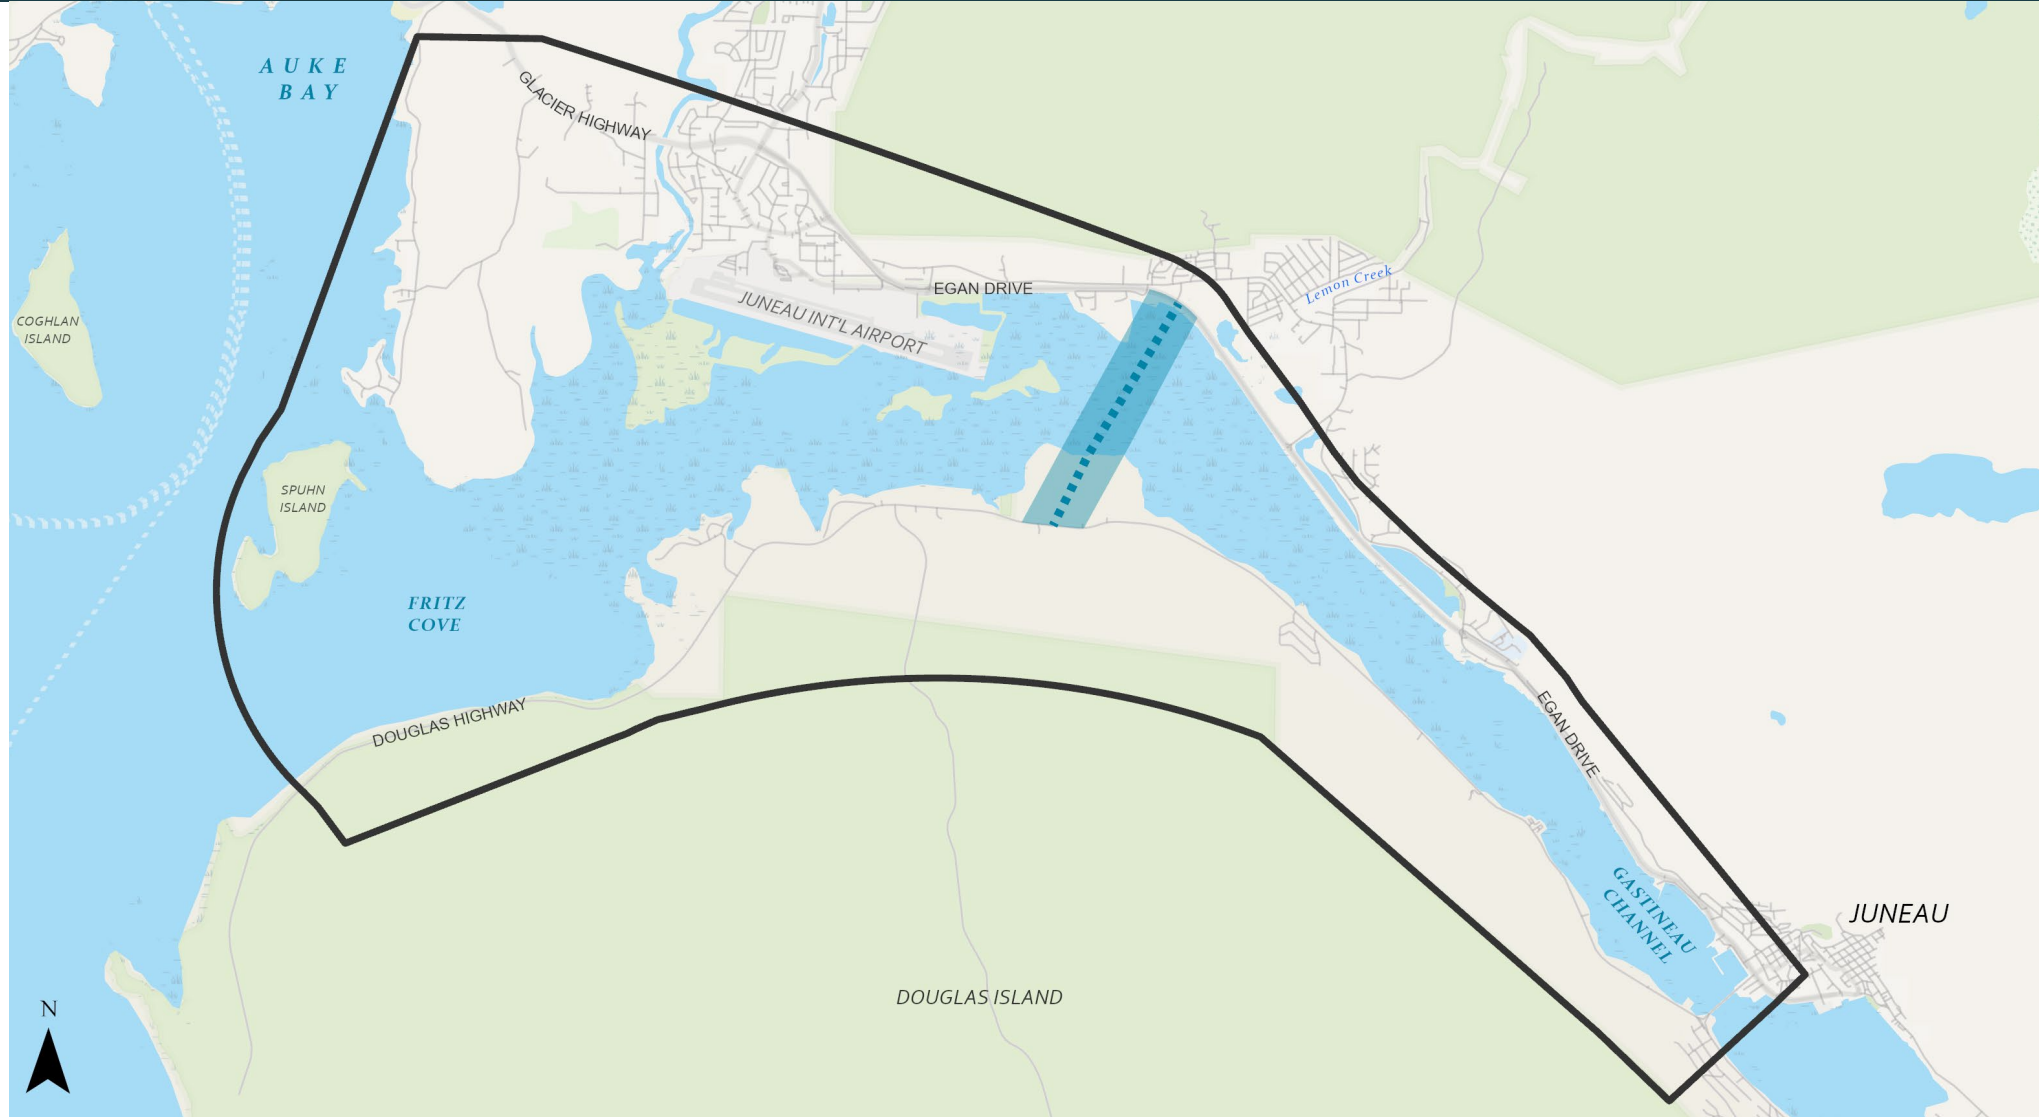 AUKE
BAY
GLACIER HIGHWAY
EGAN DRIVE
Lemon Creek
JUNEAU INT'L AIRPORT
COGHLAN
ISLAND
SPUHN
ISLAND
FRITZ
COVE
DOUGLAS HIGHWAY
EGAN DRIVE
GASTINEAU
CHANNEL
JUNEAU
DOUGLAS ISLAND
N